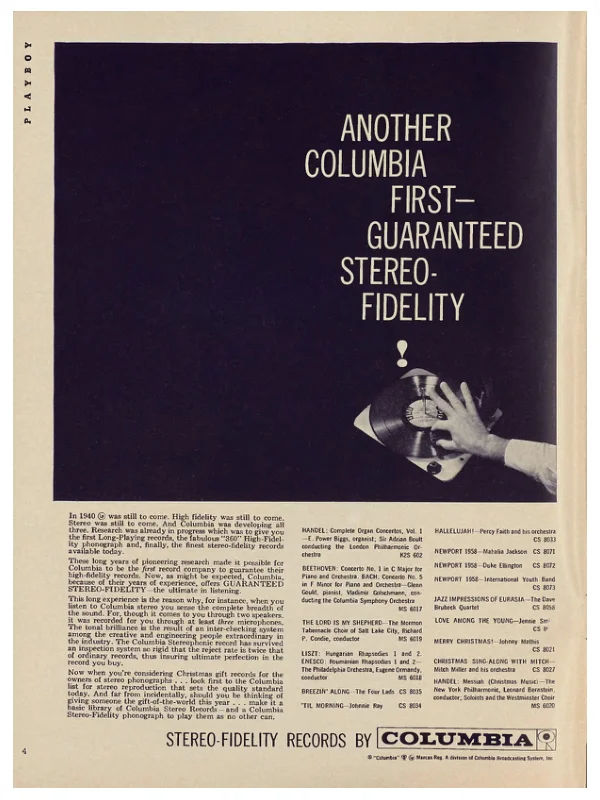 PLAYBOY
ANOTHER
COLUMBIA
FIRST—
GUARANTEED
STEREO-
FIDELITY
!
In 1940 was still to come. High fidelity was still to come.
Stereo was still to come. And Columbia was developing all
three. Research was already in progress which was to give you
the first Long-Playing records, the fabulous "360" High-Fidel-
ity phonograph and, finally, the finest stereo-fidelity records
available today.
These long years of pioneering research made it possible for
Columbia to be the first record company to guarantee their
high-fidelity records. Now, as might be expected, Columbia,
because of their years of experience, offers GUARANTEED
STEREO-FIDELITY—the ultimate in listening.
This long experience is the reason why, for instance, when you
listen to Columbia stereo you sense the complete breadth of
the sound. For, though it comes to you through two speakers,
it was recorded for you through at least three microphones.
The tonal brilliance is the result of an inter-checking system
among the creative and engineering people extraordinary in
the industry. The Columbia Stereophonic record has survived
an inspection system so rigid that the reject rate is twice that
of ordinary records, thus insuring ultimate perfection in the
record you buy.
Now when you're considering Christmas gift records for the
owners of stereo phonographs . . . look first to the Columbia
list for stereo reproduction that sets the quality standard
today. And far from incidentally, should you be thinking of
giving someone the gift-of-the-world this year . . . make it a
basic library of Columbia Stereo Records—and a Columbia
Stereo-Fidelity phonograph to play them as no other can.
HANDEL: Complete Organ Concertos, Vol. 1
—E. Power Biggs, organist; Sir Adrian Boult
conducting the London Philharmonic Or-
chestra K2S 602
BEETHOVEN: Concerto No. 1 in C Major for
Piano and Orchestra. BACH: Concerto No. 5
in F Minor for Piano and Orchestra—Glenn
Gould, pianist, Vladimir Golschmann, con-
ducting the Columbia Symphony Orchestra
MS 6017
THE LORD IS MY SHEPHERD—The Mormon
Tabernacle Choir of Salt Lake City, Richard
P. Condie, conductor MS 6019
LISZT: Hungarian Rhapsodies 1 and 2.
ENESCO: Roumanian Rhapsodies 1 and 2—
The Philadelphia Orchestra, Eugene Ormandy,
conductor MS 6018
BREEZIN' ALONG—The Four Lads CS 8035
'TIL MORNING—Johnnie Ray CS 8034
HALLELUJAH!—Percy Faith and his orchestra
CS 8033
NEWPORT 1958—Mahalia Jackson CS 8071
NEWPORT 1958—Duke Ellington CS 8072
NEWPORT 1958—International Youth Band
CS 8073
JAZZ IMPRESSIONS OF EURASIA—The Dave
Brubeck Quartet CS 8058
LOVE AMONG THE YOUNG—Jennie
CS
MERRY CHRISTMAS!—Johnny Mathis
CS 8021
CHRISTMAS SING-ALONG WITH MITCH—
Mitch Miller and his orchestra CS 8027
HANDEL: Messiah (Christmas Music)—The
New York Philharmonic, Leonard Bernstein,
conductor; Soloists and the Westminster Choir
MS 6020
STEREO-FIDELITY RECORDS BY COLUMBIA
® "Columbia" Marcas Reg. A division of Columbia Broadcasting System, Inc.
4